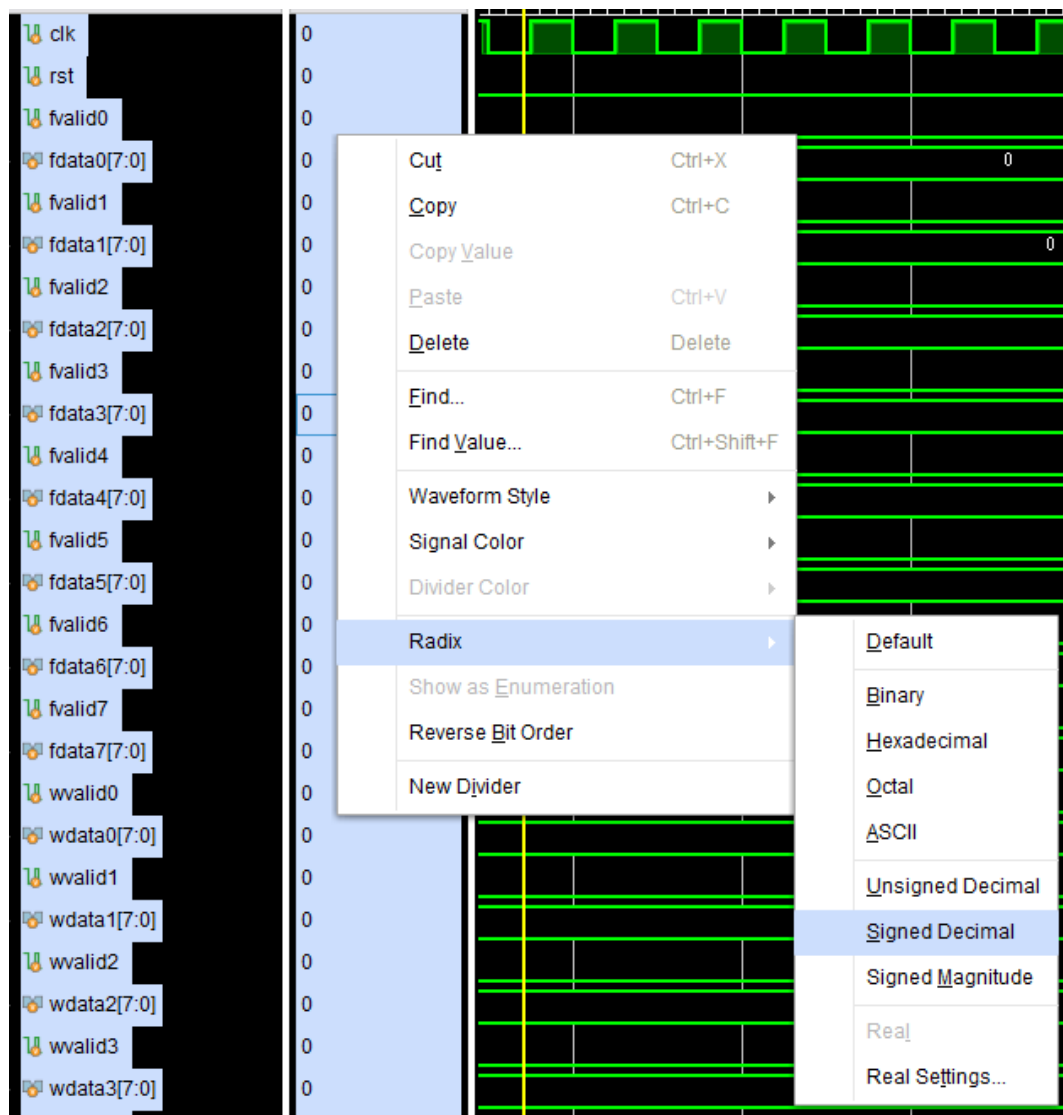 clk 0
rst 0
fvalid0 0
fdata0[7:0] 0 0
fvalid1 0
fdata1[7:0] 0 0
fvalid2 0
fdata2[7:0] 0
fvalid3 0
fdata3[7:0] 0
fvalid4 0
fdata4[7:0] 0
fvalid5 0
fdata5[7:0] 0
fvalid6 0
fdata6[7:0] 0
fvalid7 0
fdata7[7:0] 0
wvalid0 0
wdata0[7:0] 0
wvalid1 0
wdata1[7:0] 0
wvalid2 0
wdata2[7:0] 0
wvalid3 0
wdata3[7:0] 0
Cut Ctrl+X
Copy Ctrl+C
Copy Value
Paste Ctrl+V
Delete Delete
Find... Ctrl+F
Find Value... Ctrl+Shift+F
Waveform Style
Signal Color
Divider Color
Radix
Show as Enumeration
Reverse Bit Order
New Divider
Default
Binary
Hexadecimal
Octal
ASCII
Unsigned Decimal
Signed Decimal
Signed Magnitude
Real
Real Settings...